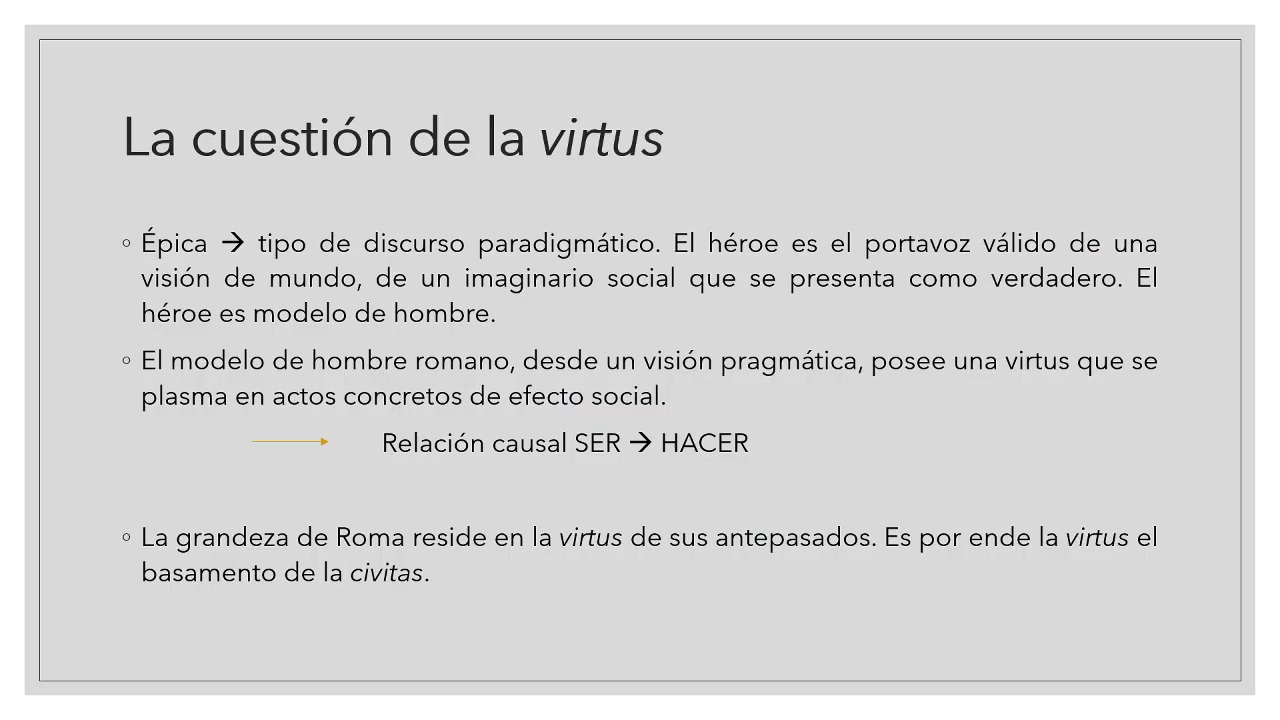 La cuestión de la virtus
◦ Épica → tipo de discurso paradigmático. El héroe es el portavoz válido de una
visión de mundo, de un imaginario social que se presenta como verdadero. El
héroe es modelo de hombre.
◦ El modelo de hombre romano, desde un visión pragmática, posee una virtus que se
plasma en actos concretos de efecto social.
Relación causal SER → HACER
◦ La grandeza de Roma reside en la virtus de sus antepasados. Es por ende la virtus el
basamento de la civitas.